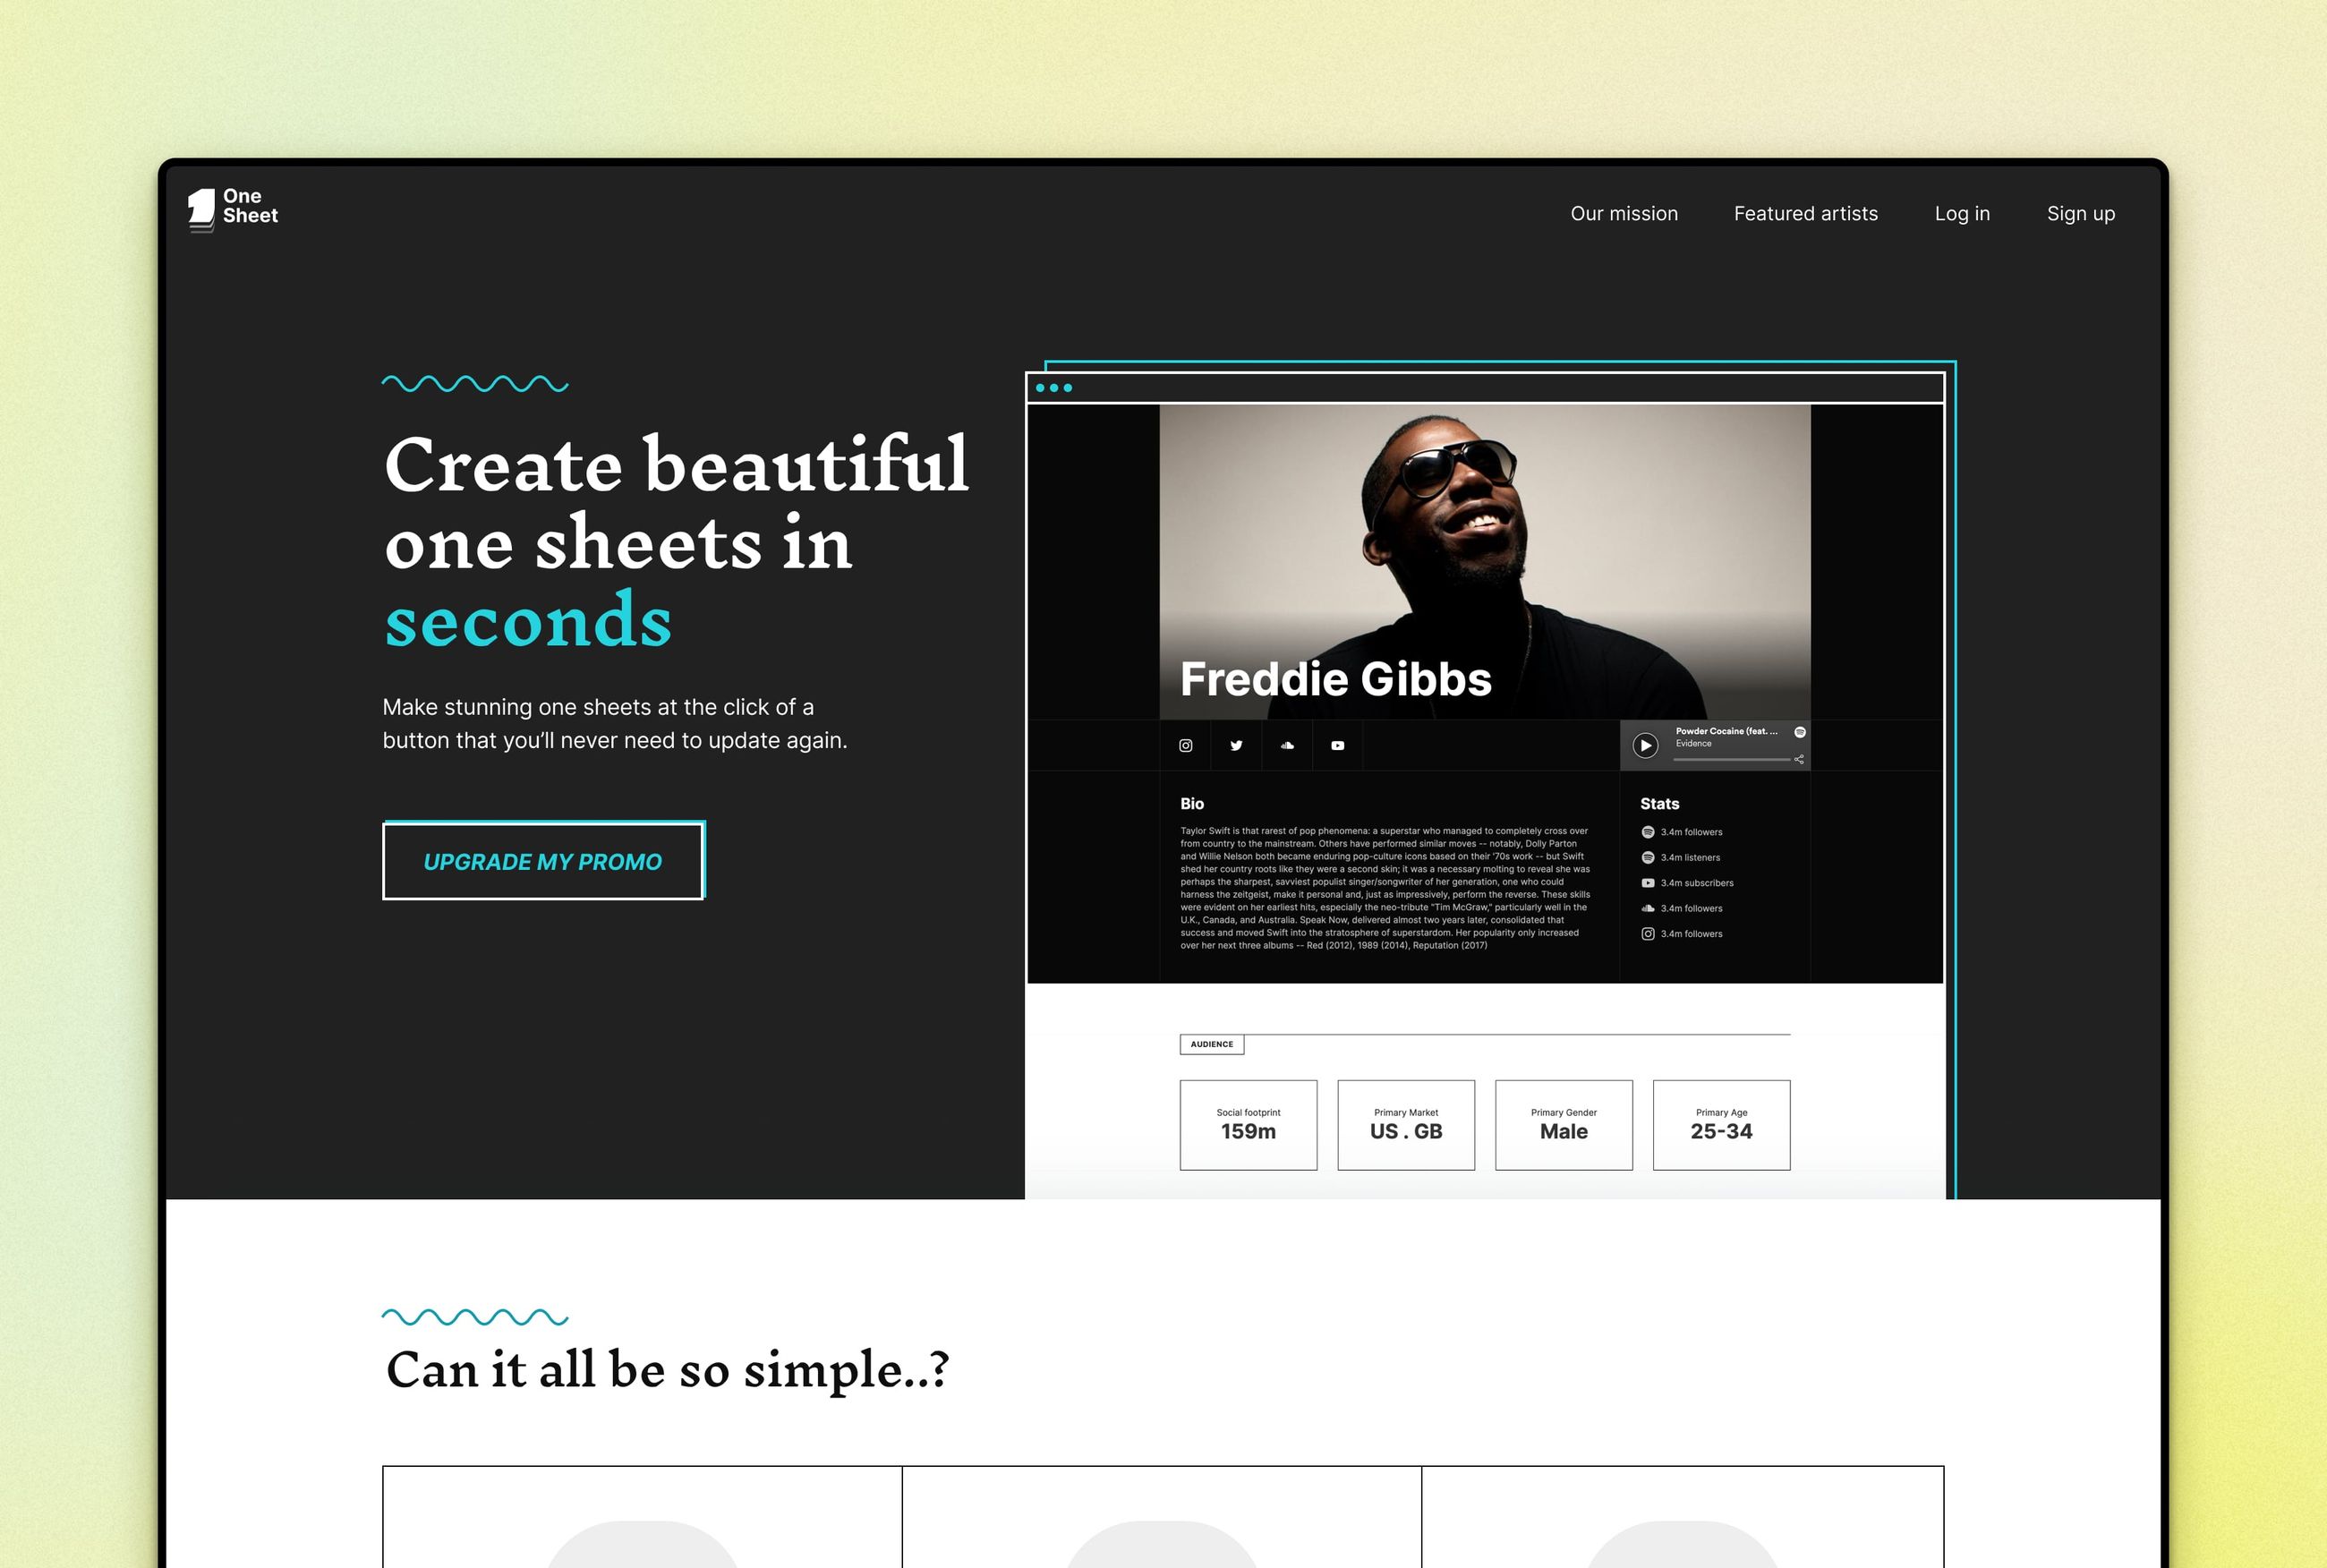 One
Sheet
Our mission
Featured artists
Log in
Sign up
Create beautiful
one sheets in
seconds
Make stunning one sheets at the click of a
button that you’ll never need to update again.
UPGRADE MY PROMO
Freddie Gibbs
Powder Cocaine (feat. ...
Evidence
Bio
Taylor Swift is that rarest of pop phenomena: a superstar who managed to completely cross over
from country to the mainstream. Others have performed similar moves -- notably, Dolly Parton
and Willie Nelson both became enduring pop-culture icons based on their '70s work -- but Swift
shed her country roots like they were a second skin; it was a necessary molting to reveal she was
perhaps the sharpest, savviest populist singer/songwriter of her generation, one who could
harness the zeitgeist, make it personal and, just as impressively, perform the reverse. These skills
were evident on her earliest hits, especially the neo-tribute "Tim McGraw," particularly well in the
U.K., Canada, and Australia. Speak Now, delivered almost two years later, consolidated that
success and moved Swift into the stratosphere of superstardom. Her popularity only increased
over her next three albums -- Red (2012), 1989 (2014), Reputation (2017)
Stats
3.4m followers
3.4m listeners
3.4m subscribers
3.4m followers
3.4m followers
AUDIENCE
Social footprint
159m
Primary Market
US . GB
Primary Gender
Male
Primary Age
25-34
Can it all be so simple..?